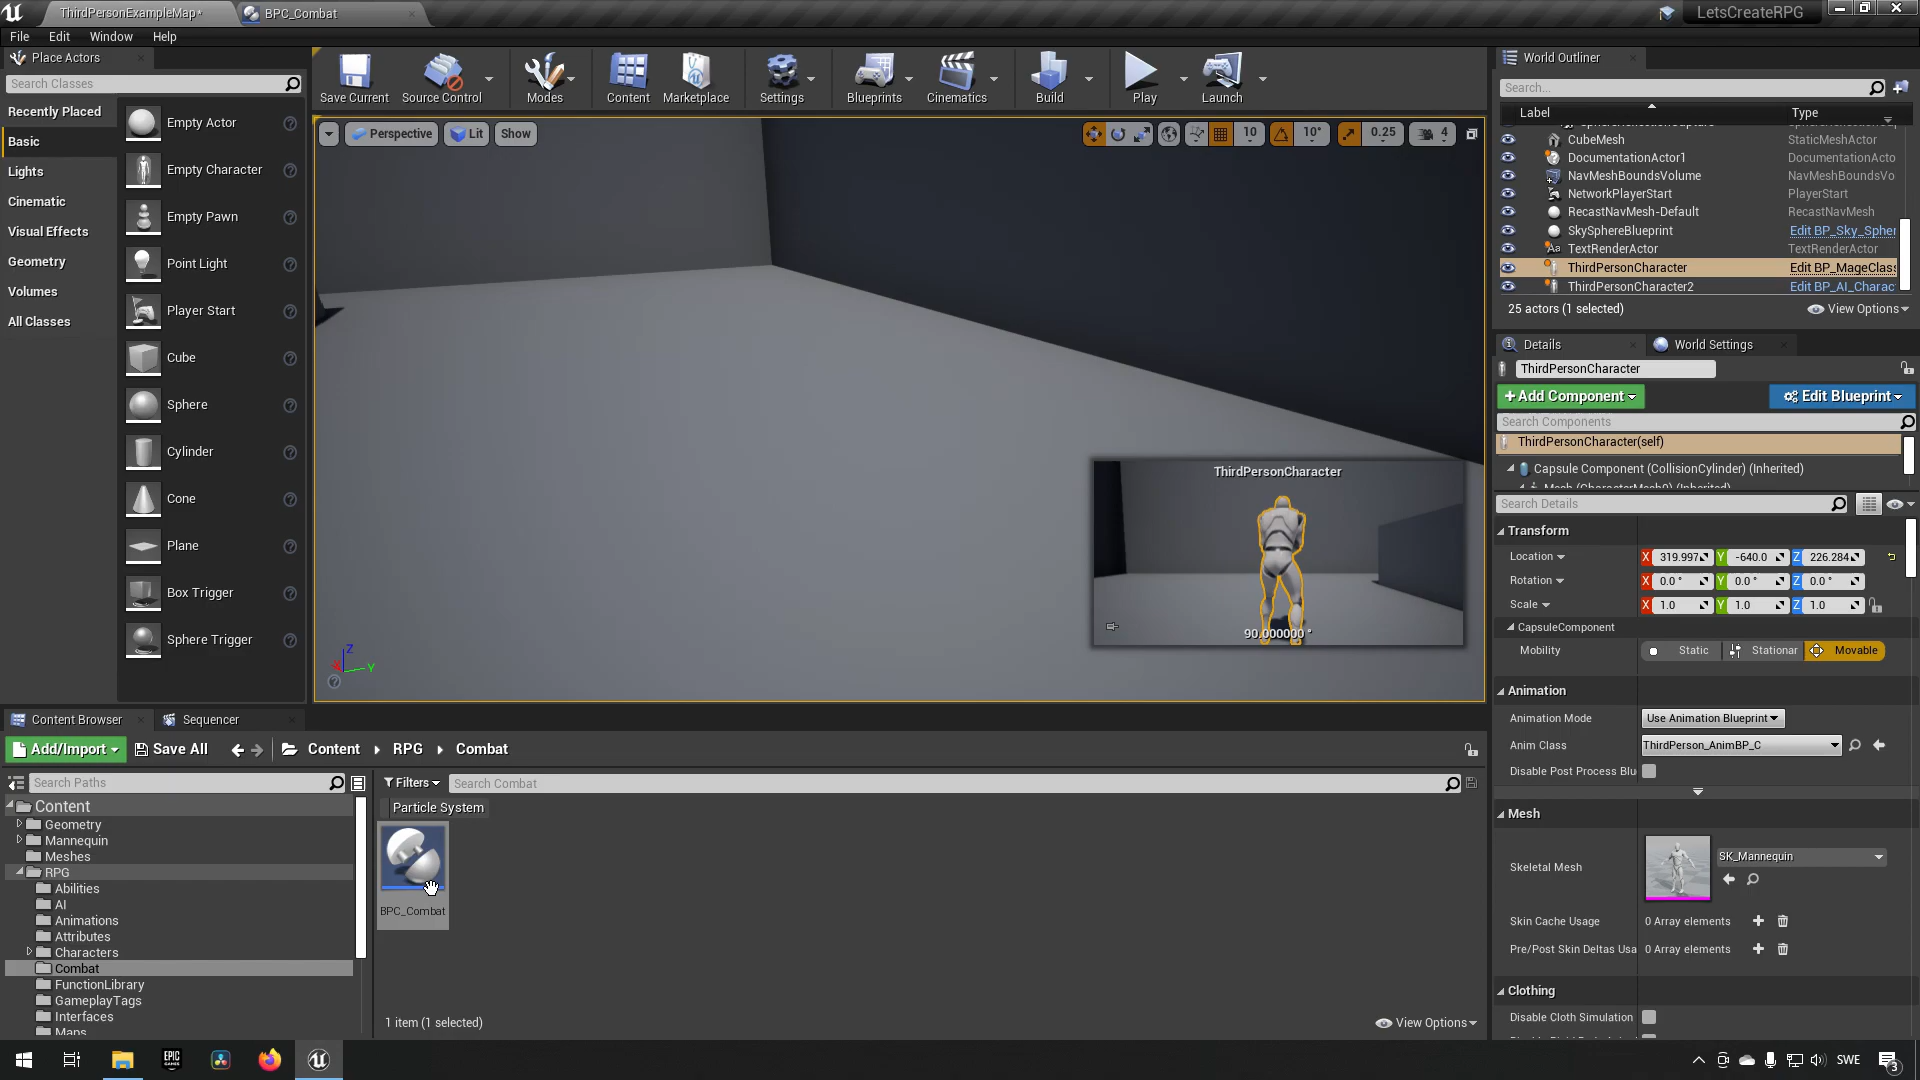 ThirdPersonExampleMap*
BPC_Combat
LetsCreateRPG
File Edit Window Help
Place Actors
Search Classes
Recently Placed
Basic
Lights
Cinematic
Visual Effects
Geometry
Volumes
All Classes
Empty Actor
Empty Character
Empty Pawn
Point Light
Player Start
Cube
Sphere
Cylinder
Cone
Plane
Box Trigger
Sphere Trigger
Save Current
Source Control
Modes
Content
Marketplace
Settings
Blueprints
Cinematics
Build
Play
Launch
Perspective
Lit
Show
10
10°
0.25
4
ThirdPersonCharacter
90.000000 °
X Y Z
World Outliner
Search...
Label Type
CubeMesh StaticMeshActor
DocumentationActor1 DocumentationActo
NavMeshBoundsVolume NavMeshBoundsVo
NetworkPlayerStart PlayerStart
RecastNavMesh-Default RecastNavMesh
SkySphereBlueprint Edit BP_Sky_Spher
TextRenderActor TextRenderActor
ThirdPersonCharacter Edit BP_MageClass
ThirdPersonCharacter2 Edit BP_AI_Charac
25 actors (1 selected)
View Options
Details
World Settings
ThirdPersonCharacter
+Add Component
Edit Blueprint
Search Components
ThirdPersonCharacter(self)
Capsule Component (CollisionCylinder) (Inherited)
Mesh (CharacterMesh0) (Inherited)
Search Details
Transform
Location X 319.997 Y -640.0 Z 226.284
Rotation X 0.0 ° Y 0.0 ° Z 0.0 °
Scale X 1.0 Y 1.0 Z 1.0
CapsuleComponent
Mobility Static Stationar Movable
Animation
Animation Mode Use Animation Blueprint
Anim Class ThirdPerson_AnimBP_C
Disable Post Process Blu
Mesh
Skeletal Mesh SK_Mannequin
Skin Cache Usage 0 Array elements
Pre/Post Skin Deltas Usa 0 Array elements
Clothing
Disable Cloth Simulation
Content Browser
Sequencer
Add/Import
Save All
Content RPG Combat
Search Paths
Filters
Search Combat
Content
Geometry
Mannequin
Meshes
RPG
Abilities
AI
Animations
Attributes
Characters
Combat
FunctionLibrary
GameplayTags
Interfaces
Maps
Particle System
BPC_Combat
1 item (1 selected)
View Options
EPIC GAMES
SWE
3